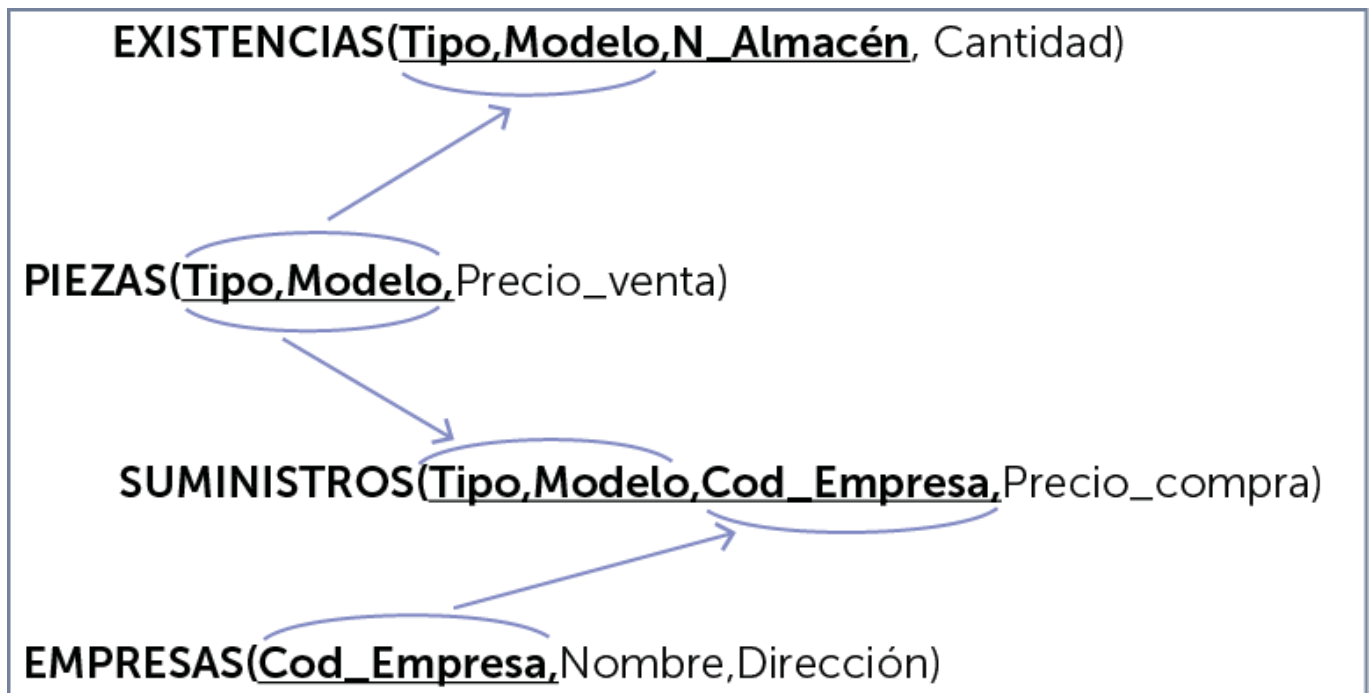 EXISTENCIAS(Tipo,Modelo,N_Almacén, Cantidad)
PIEZAS(Tipo,Modelo,Precio_venta)
SUMINISTROS(Tipo,Modelo,Cod_Empresa,Precio_compra)
EMPRESAS(Cod_Empresa,Nombre,Dirección)